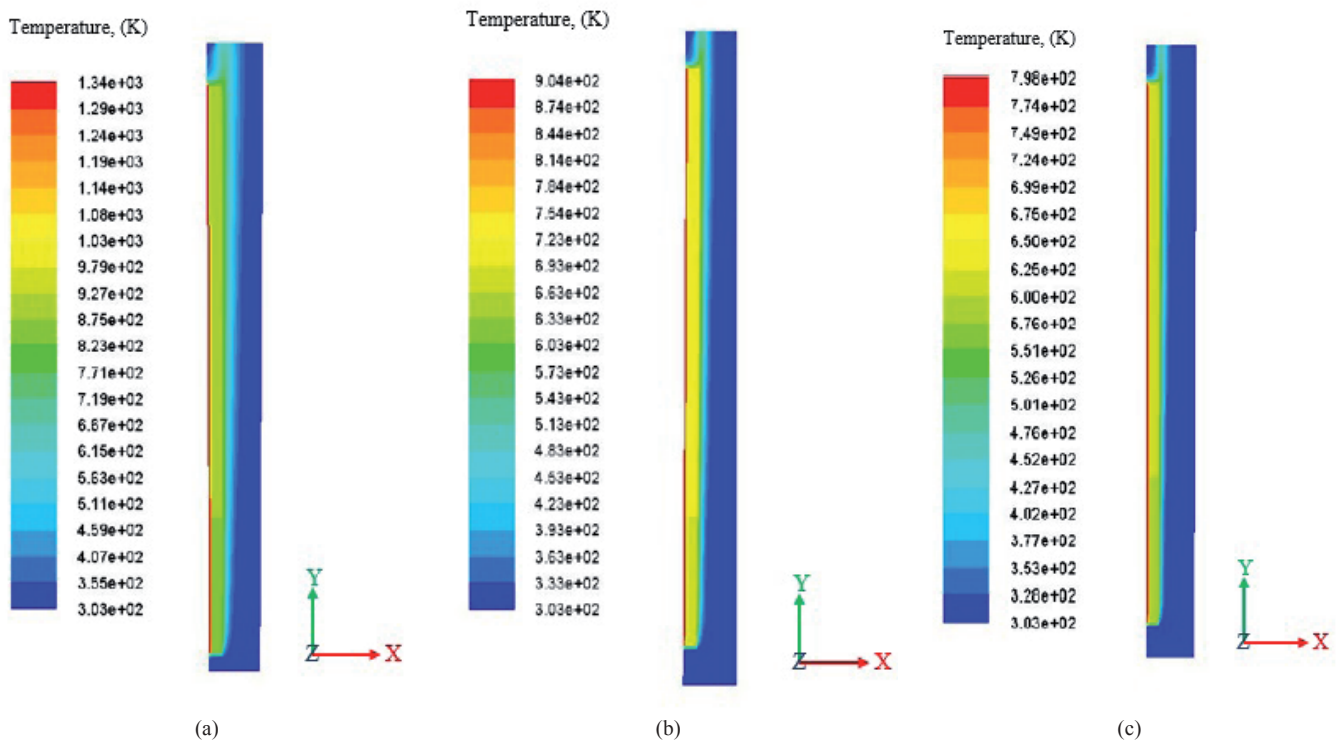 Temperature, (K)
1.34e+03
1.29e+03
1.24e+03
1.19e+03
1.14e+03
1.08e+03
1.03e+03
9.79e+02
9.27e+02
8.75e+02
8.23e+02
7.71e+02
7.19e+02
6.67e+02
6.15e+02
5.63e+02
5.11e+02
4.59e+02
4.07e+02
3.55e+02
3.03e+02
Y
Z
X
(a)
Temperature, (K)
9.04e+02
8.74e+02
8.44e+02
8.14e+02
7.84e+02
7.54e+02
7.23e+02
6.93e+02
6.63e+02
6.33e+02
6.03e+02
5.73e+02
5.43e+02
5.13e+02
4.83e+02
4.53e+02
4.23e+02
3.93e+02
3.63e+02
3.33e+02
3.03e+02
Y
Z
X
(b)
Temperature, (K)
7.98e+02
7.74e+02
7.49e+02
7.24e+02
6.99e+02
6.75e+02
6.50e+02
6.25e+02
6.00e+02
6.76e+02
5.51e+02
5.26e+02
5.01e+02
4.76e+02
4.52e+02
4.27e+02
4.02e+02
3.77e+02
3.53e+02
3.28e+02
3.03e+02
Y
Z
X
(c)